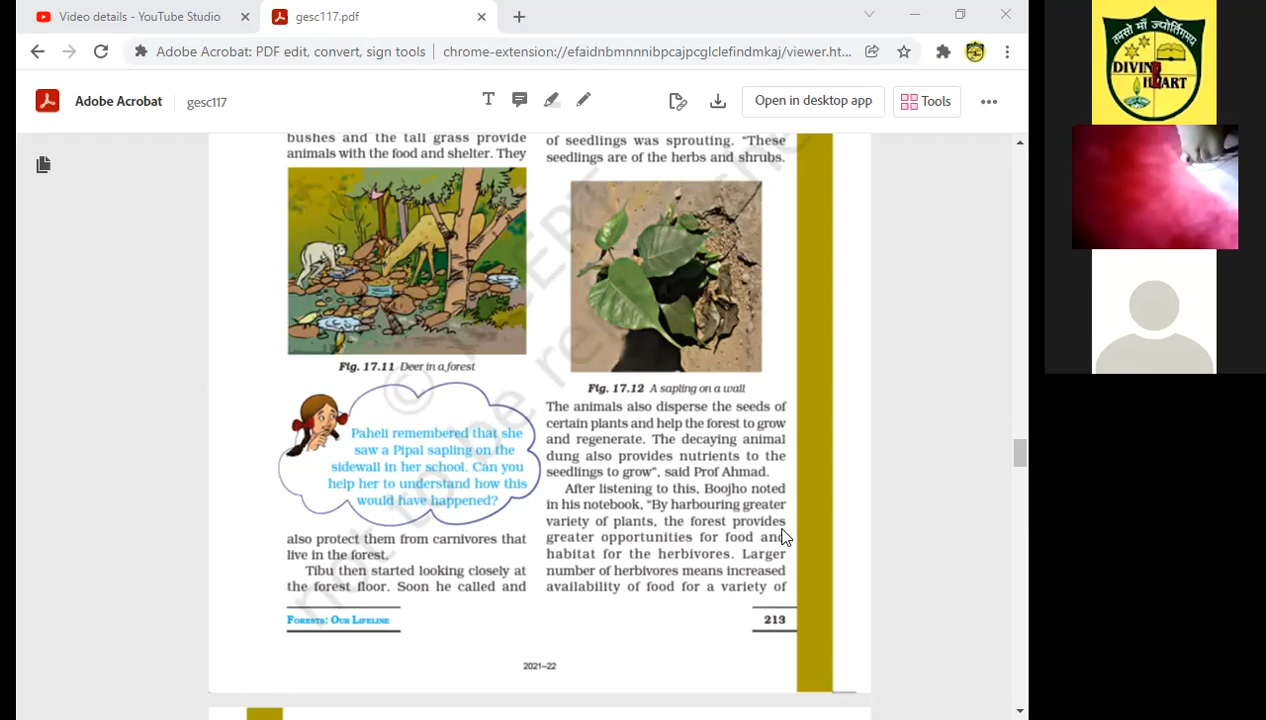 Video details - YouTube Studio
gesc117.pdf
Adobe Acrobat: PDF edit, convert, sign tools
chrome-extension://efaidnbmnnnibpcajpcglclefindmkaj/viewer.ht...
Adobe Acrobat
gesc117
Open in desktop app
Tools
bushes and the tall grass provide
animals with the food and shelter. They
Fig. 17.11 Deer in a forest
Paheli remembered that she
saw a Pipal sapling on the
sidewall in her school. Can you
help her to understand how this
would have happened?
also protect them from carnivores that
live in the forest.
Tibu then started looking closely at
the forest floor. Soon he called and
of seedlings was sprouting. “These
seedlings are of the herbs and shrubs.
Fig. 17.12 A sapling on a wall
The animals also disperse the seeds of
certain plants and help the forest to grow
and regenerate. The decaying animal
dung also provides nutrients to the
seedlings to grow”, said Prof Ahmad.
After listening to this, Boojho noted
in his notebook, “By harbouring greater
variety of plants, the forest provides
greater opportunities for food and
habitat for the herbivores. Larger
number of herbivores means increased
availability of food for a variety of
FORESTS: OUR LIFELINE
213
2021–22
not to be re
तमसो माँ ज्योतिर्गमय
DIVINE
HEART